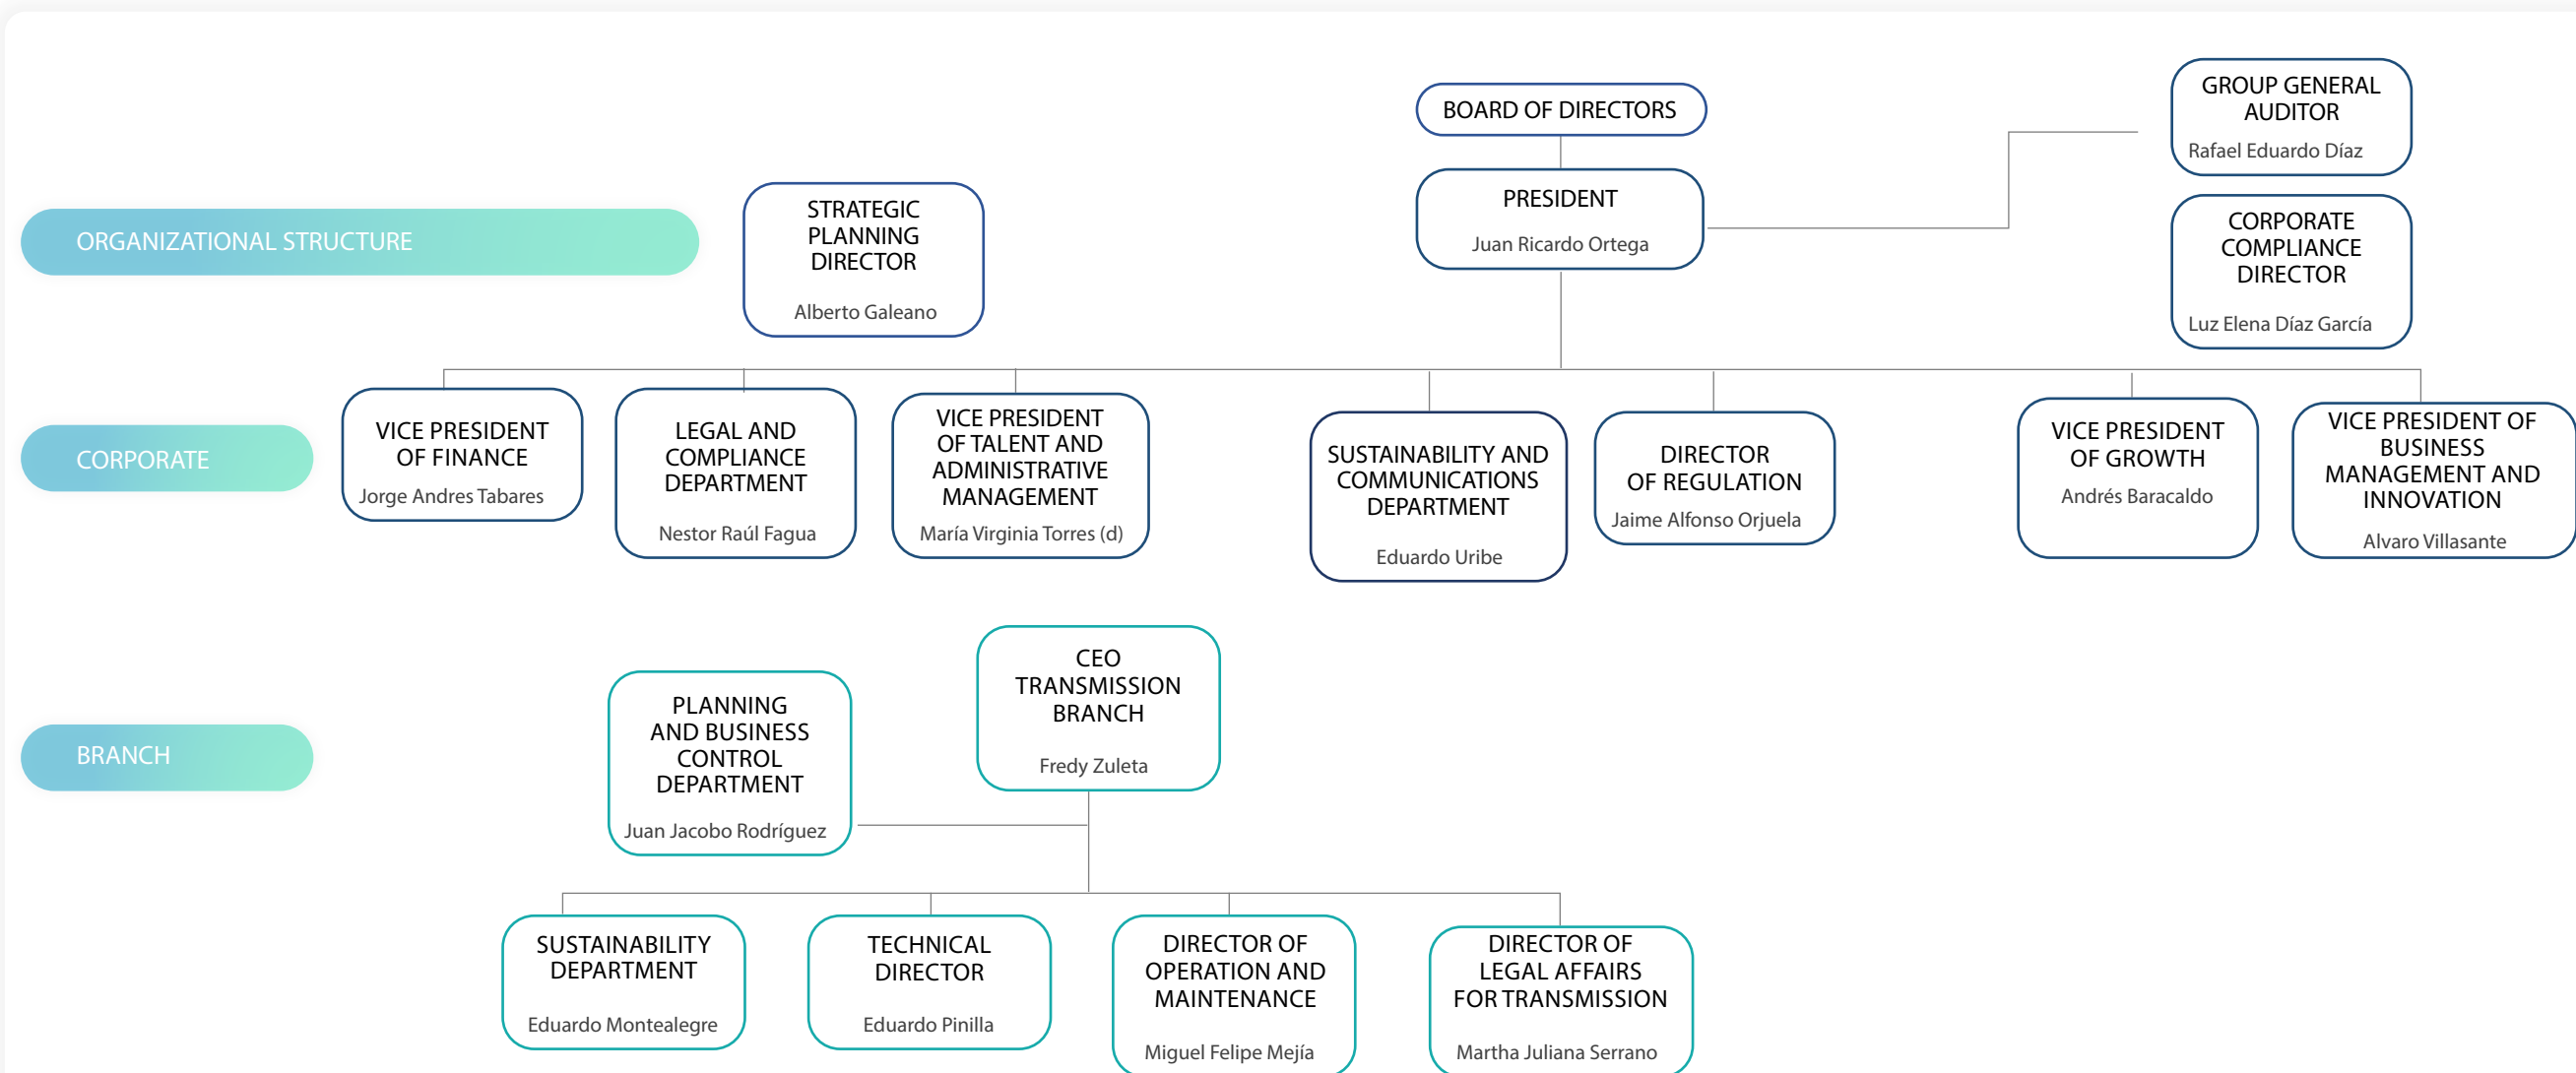 BOARD OF DIRECTORS
GROUP GENERAL
AUDITOR
Rafael Eduardo Díaz
PRESIDENT
Juan Ricardo Ortega
ORGANIZATIONAL STRUCTURE
STRATEGIC
PLANNING
DIRECTOR
Alberto Galeano
CORPORATE
COMPLIANCE
DIRECTOR
Luz Elena Díaz García
CORPORATE
VICE PRESIDENT
OF FINANCE
Jorge Andres Tabares
LEGAL AND
COMPLIANCE
DEPARTMENT
Nestor Raúl Fagua
VICE PRESIDENT
OF TALENT AND
ADMINISTRATIVE
MANAGEMENT
María Virginia Torres (d)
SUSTAINABILITY AND
COMMUNICATIONS
DEPARTMENT
Eduardo Uribe
DIRECTOR
OF REGULATION
Jaime Alfonso Orjuela
VICE PRESIDENT
OF GROWTH
Andrés Baracaldo
VICE PRESIDENT OF
BUSINESS
MANAGEMENT AND
INNOVATION
Alvaro Villasante
BRANCH
PLANNING
AND BUSINESS
CONTROL
DEPARTMENT
Juan Jacobo Rodríguez
CEO
TRANSMISSION
BRANCH
Fredy Zuleta
SUSTAINABILITY
DEPARTMENT
Eduardo Montealegre
TECHNICAL
DIRECTOR
Eduardo Pinilla
DIRECTOR OF
OPERATION AND
MAINTENANCE
Miguel Felipe Mejía
DIRECTOR OF
LEGAL AFFAIRS
FOR TRANSMISSION
Martha Juliana Serrano